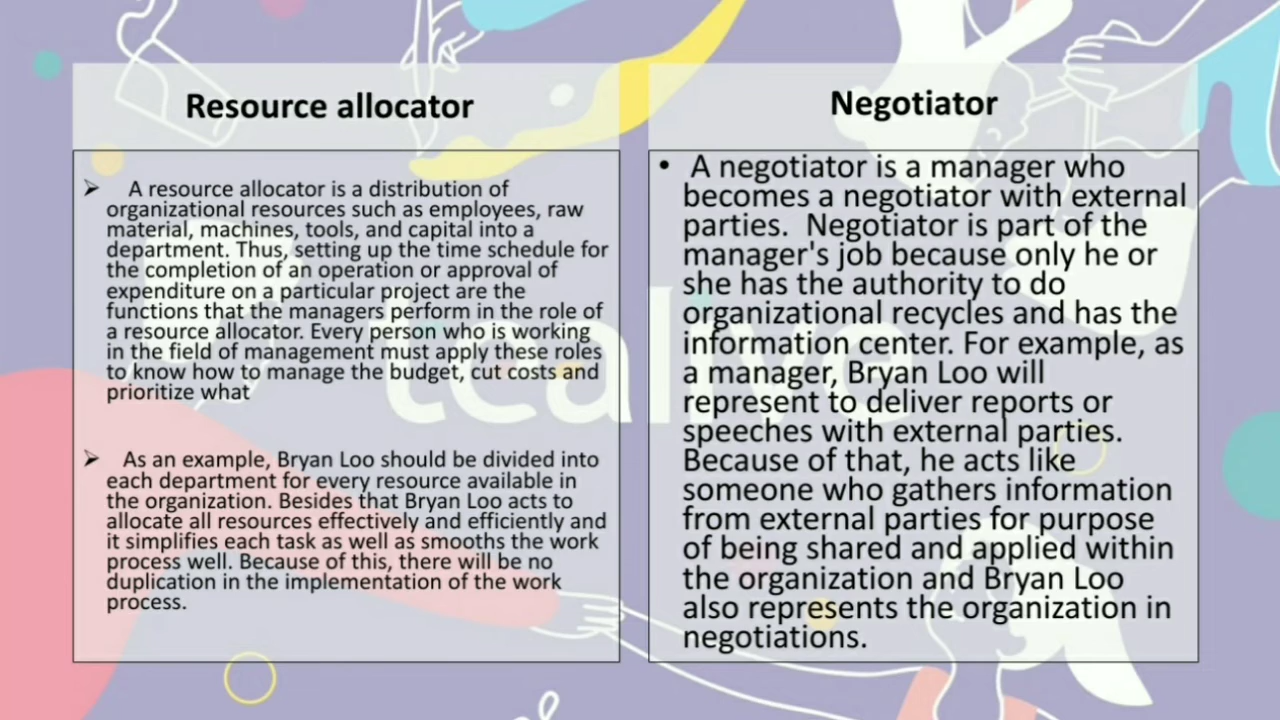 Resource allocator
➢ A resource allocator is a distribution of
organizational resources such as employees, raw
material, machines, tools, and capital into a
department. Thus, setting up the time schedule for
the completion of an operation or approval of
expenditure on a particular project are the
functions that the managers perform in the role of
a resource allocator. Every person who is working
in the field of management must apply these roles
to know how to manage the budget, cut costs and
prioritize what
➢ As an example, Bryan Loo should be divided into
each department for every resource available in
the organization. Besides that Bryan Loo acts to
allocate all resources effectively and efficiently and
it simplifies each task as well as smooths the work
process well. Because of this, there will be no
duplication in the implementation of the work
process.
Negotiator
• A negotiator is a manager who
becomes a negotiator with external
parties.  Negotiator is part of the
manager's job because only he or
she has the authority to do
organizational recycles and has the
information center. For example, as
a manager, Bryan Loo will
represent to deliver reports or
speeches with external parties.
Because of that, he acts like
someone who gathers information
from external parties for purpose
of being shared and applied within
the organization and Bryan Loo
also represents the organization in
negotiations.
tealive